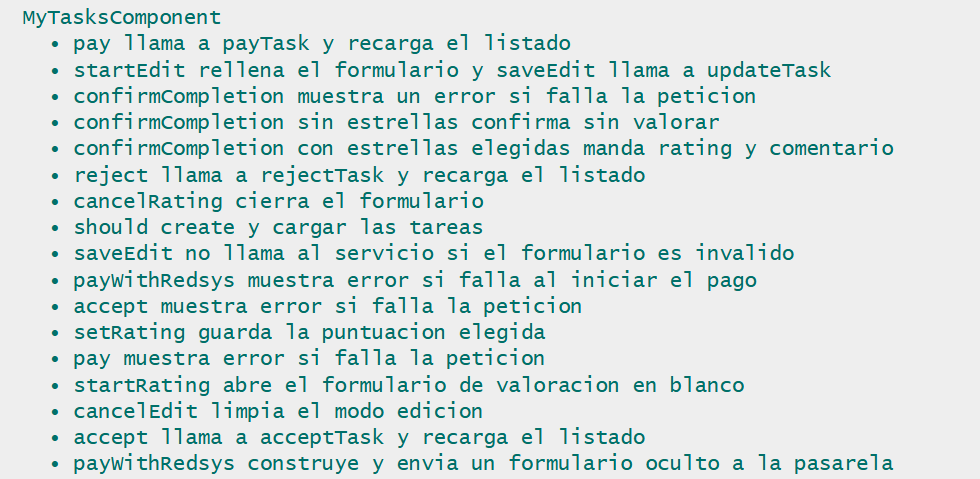 MyTasksComponent
• pay llama a payTask y recarga el listado
• startEdit rellena el formulario y saveEdit llama a updateTask
• confirmCompletion muestra un error si falla la peticion
• confirmCompletion sin estrellas confirma sin valorar
• confirmCompletion con estrellas elegidas manda rating y comentario
• reject llama a rejectTask y recarga el listado
• cancelRating cierra el formulario
• should create y cargar las tareas
• saveEdit no llama al servicio si el formulario es invalido
• payWithRedsys muestra error si falla al iniciar el pago
• accept muestra error si falla la peticion
• setRating guarda la puntuacion elegida
• pay muestra error si falla la peticion
• startRating abre el formulario de valoracion en blanco
• cancelEdit limpia el modo edicion
• accept llama a acceptTask y recarga el listado
• payWithRedsys construye y envia un formulario oculto a la pasarela